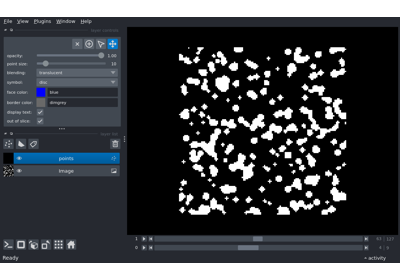 File View Plugins Window Help
opacity: 1.00
point size: 10
blending: translucent
symbol: disc
face color: blue
border color: dimgrey
display text: ✓
out of slice: ✓
points
Image
1
0
Ready
activity